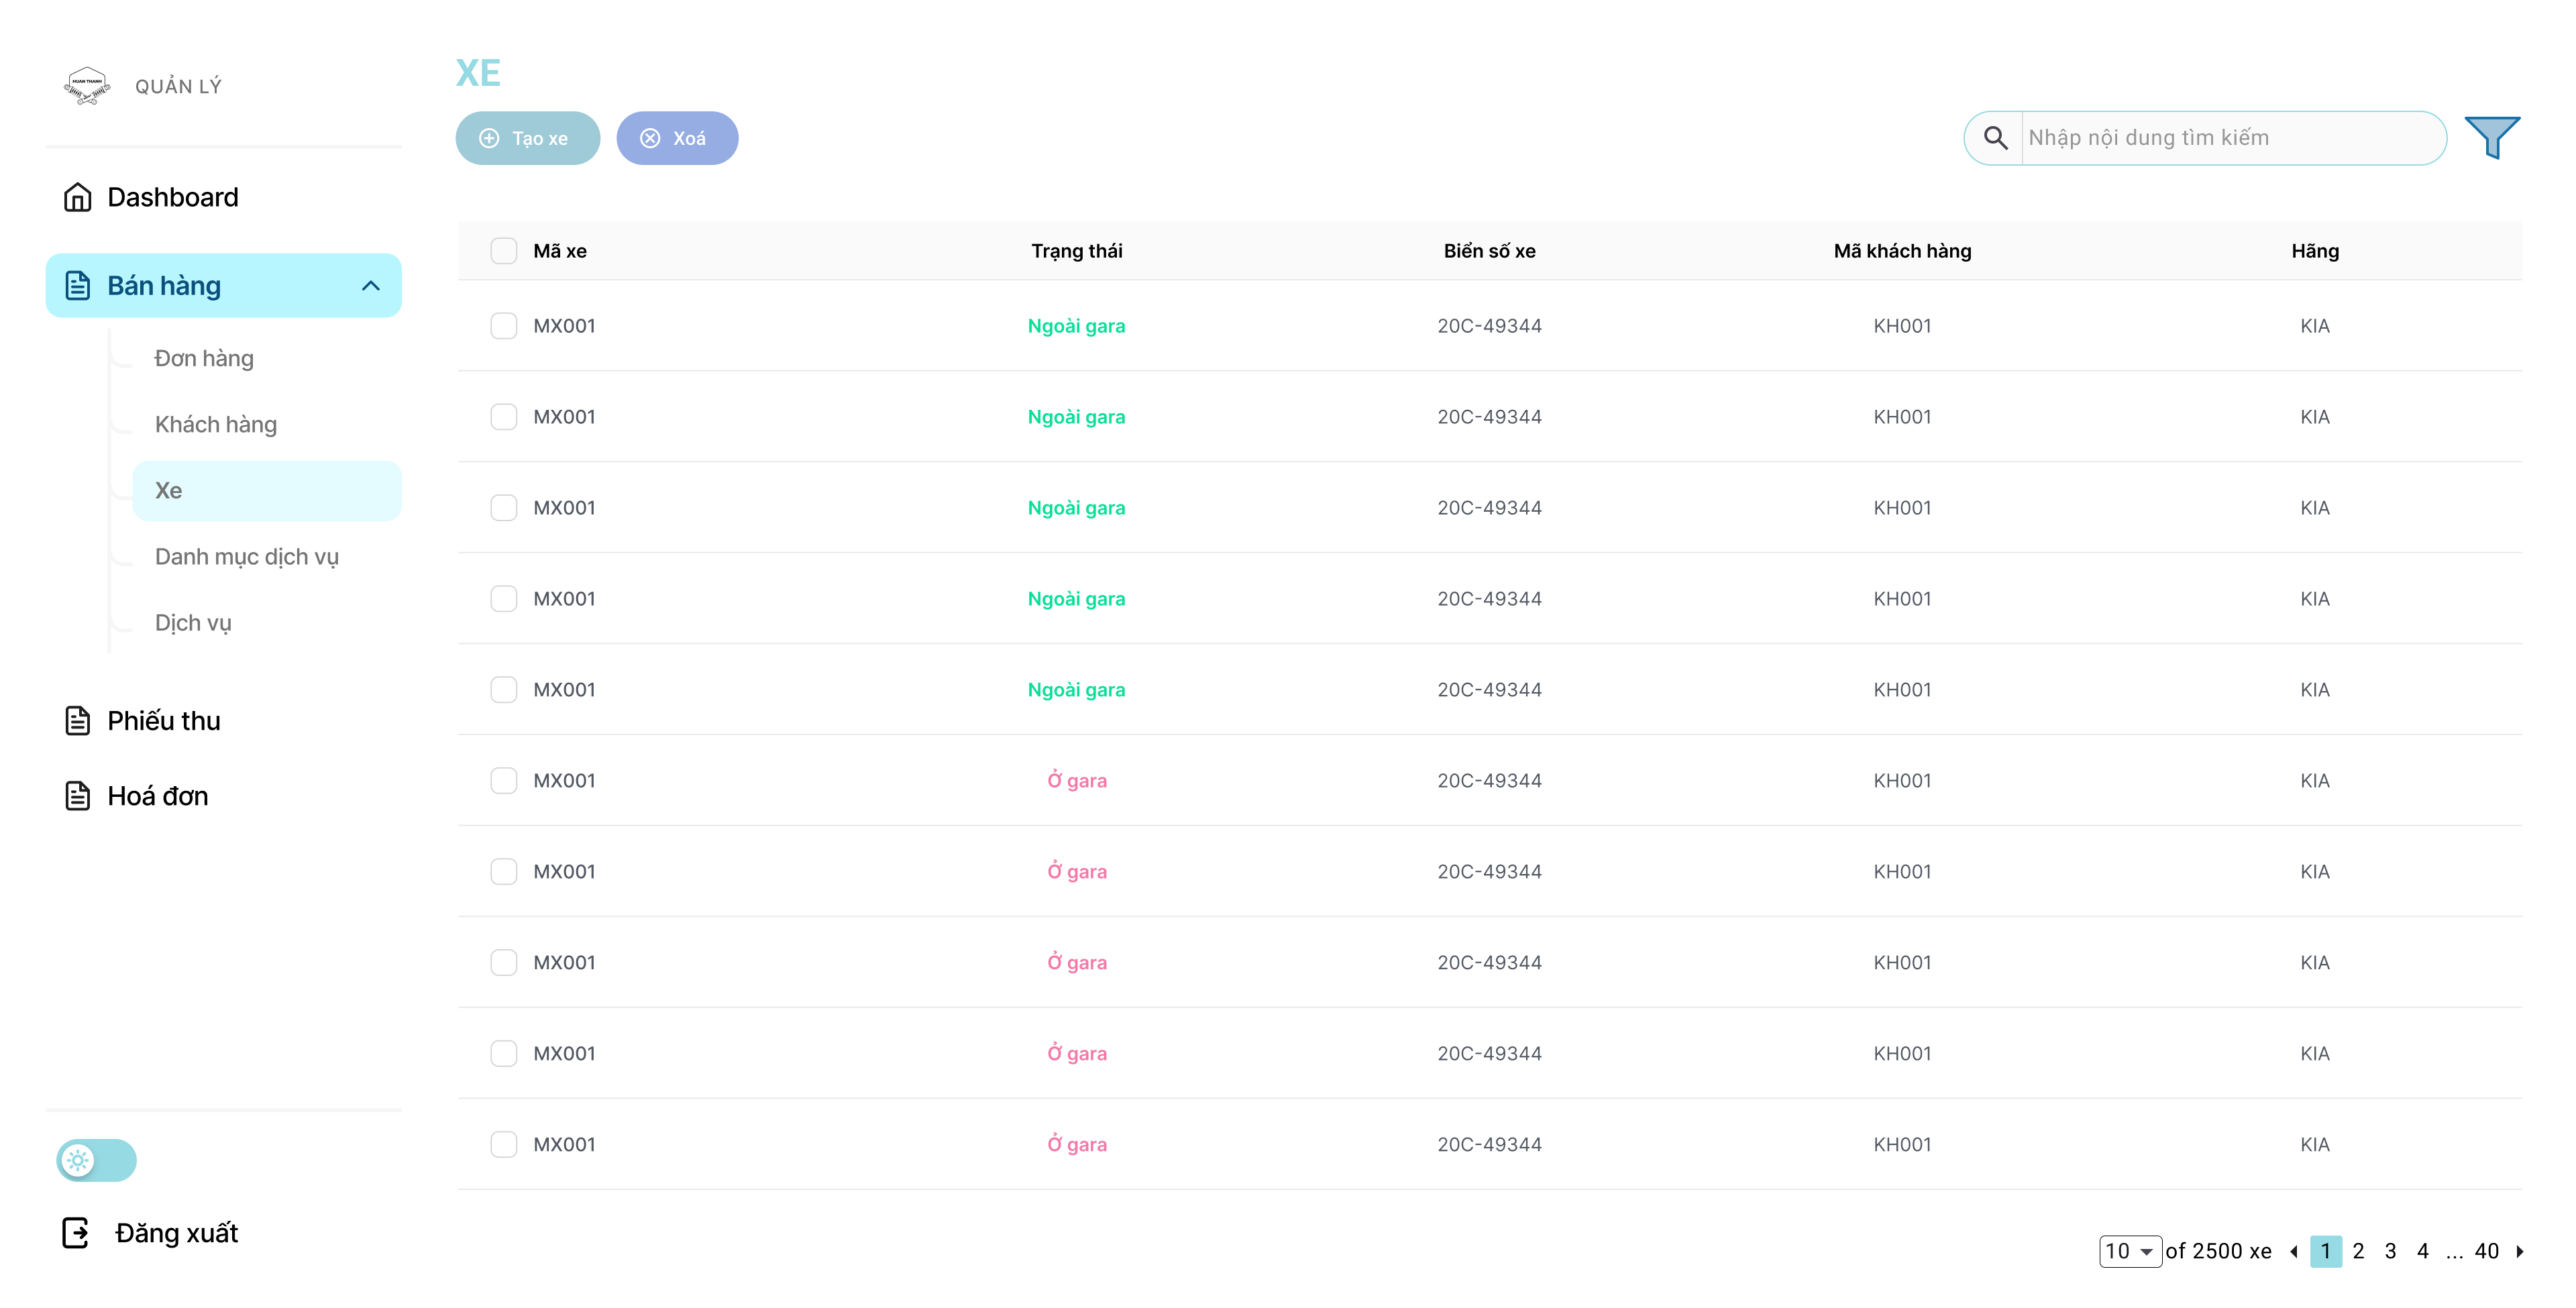 HUAN THANH
QUẢN LÝ
Dashboard
Bán hàng
Đơn hàng
Khách hàng
Xe
Danh mục dịch vụ
Dịch vụ
Phiếu thu
Hoá đơn
Đăng xuất
XE
Tạo xe Xoá
Nhập nội dung tìm kiếm
Mã xe Trạng thái Biển số xe Mã khách hàng Hãng
MX001 Ngoài gara 20C-49344 KH001 KIA
MX001 Ngoài gara 20C-49344 KH001 KIA
MX001 Ngoài gara 20C-49344 KH001 KIA
MX001 Ngoài gara 20C-49344 KH001 KIA
MX001 Ngoài gara 20C-49344 KH001 KIA
MX001 Ở gara 20C-49344 KH001 KIA
MX001 Ở gara 20C-49344 KH001 KIA
MX001 Ở gara 20C-49344 KH001 KIA
MX001 Ở gara 20C-49344 KH001 KIA
MX001 Ở gara 20C-49344 KH001 KIA
10 of 2500 xe 1 2 3 4 ... 40